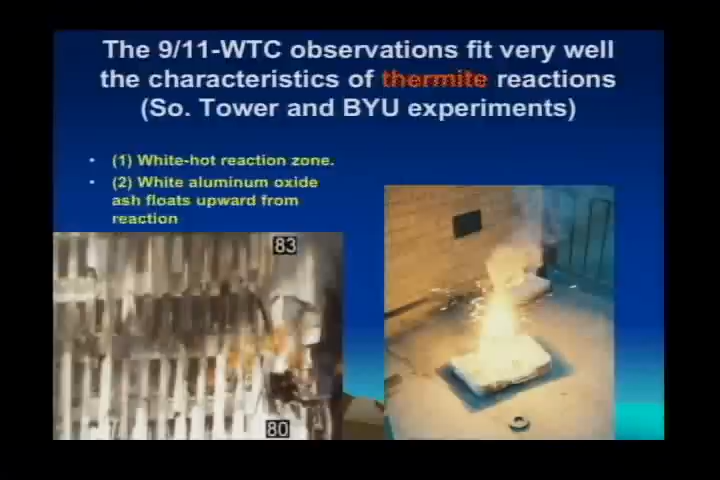 The 9/11-WTC observations fit very well
the characteristics of thermite reactions
(So. Tower and BYU experiments)
• (1) White-hot reaction zone.
• (2) White aluminum oxide
ash floats upward from
reaction
83
80